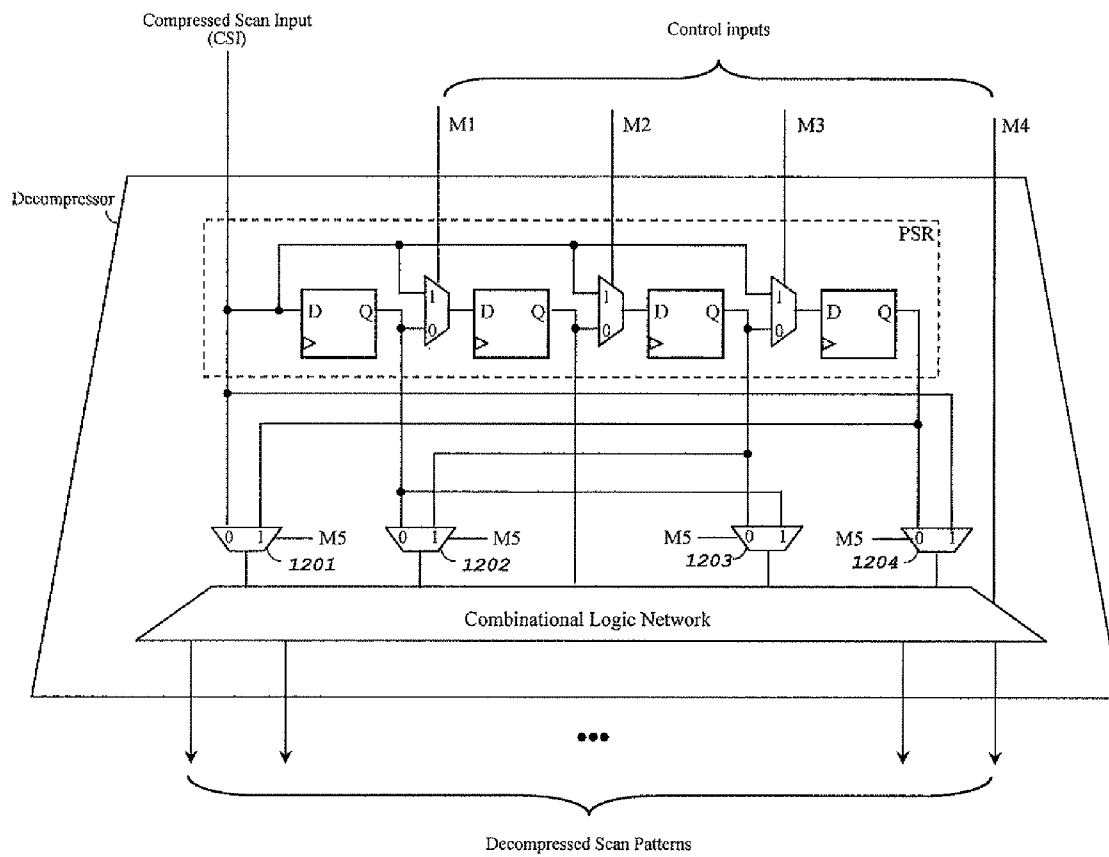 Compressed Scan Input
(CSI)
Control inputs
M1
M2
M3
M4
Decompressor
PSR
D Q
1
0
D Q
1
0
D Q
1
0
D Q
0 1
M5
1201
0 1
M5
1202
M5
0 1
1203
M5
0 1
1204
Combinational Logic Network
•••
Decompressed Scan Patterns